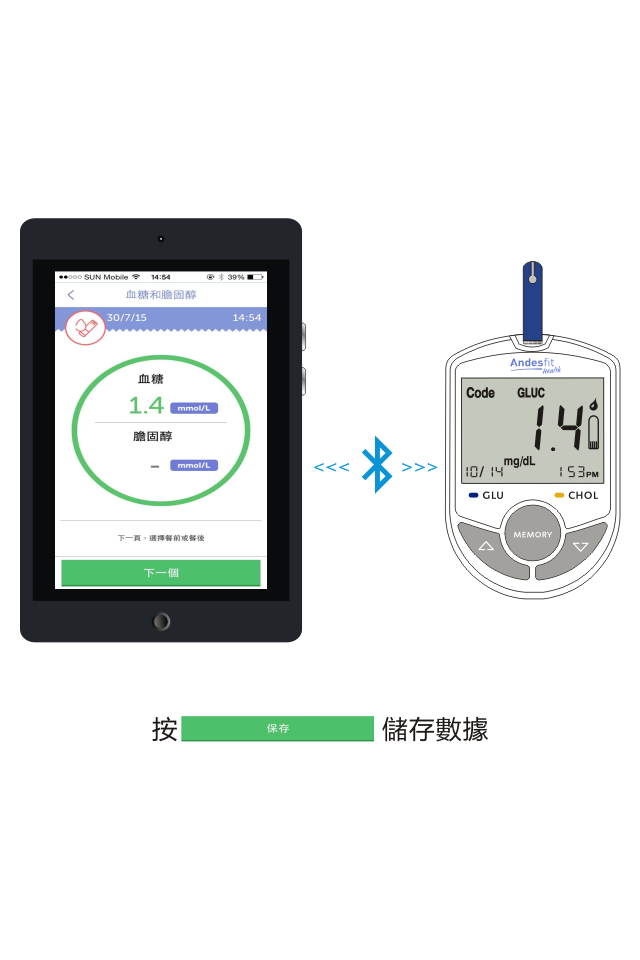 SUN Mobile 14:54 39%
血糖和膽固醇
30/7/15 14:54
血糖
1.4 mmol/L
膽固醇
– mmol/L
下一頁，選擇餐前或餐後
下一個
Andesfit
Health
Code GLUC
1.4
mg/dL
10/14 1 53 PM
GLU CHOL
MEMORY
按 保存 儲存數據